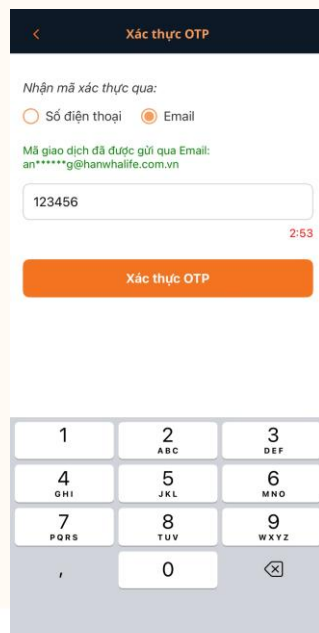 Xác thực OTP
Nhận mã xác thực qua:
Số điện thoại Email
Mã giao dịch đã được gửi qua Email:
an******g@hanwhalife.com.vn
123456
2:53
Xác thực OTP
1 2 3
ABC DEF
4 5 6
GHI JKL MNO
7 8 9
PQRS TUV WXYZ
, 0